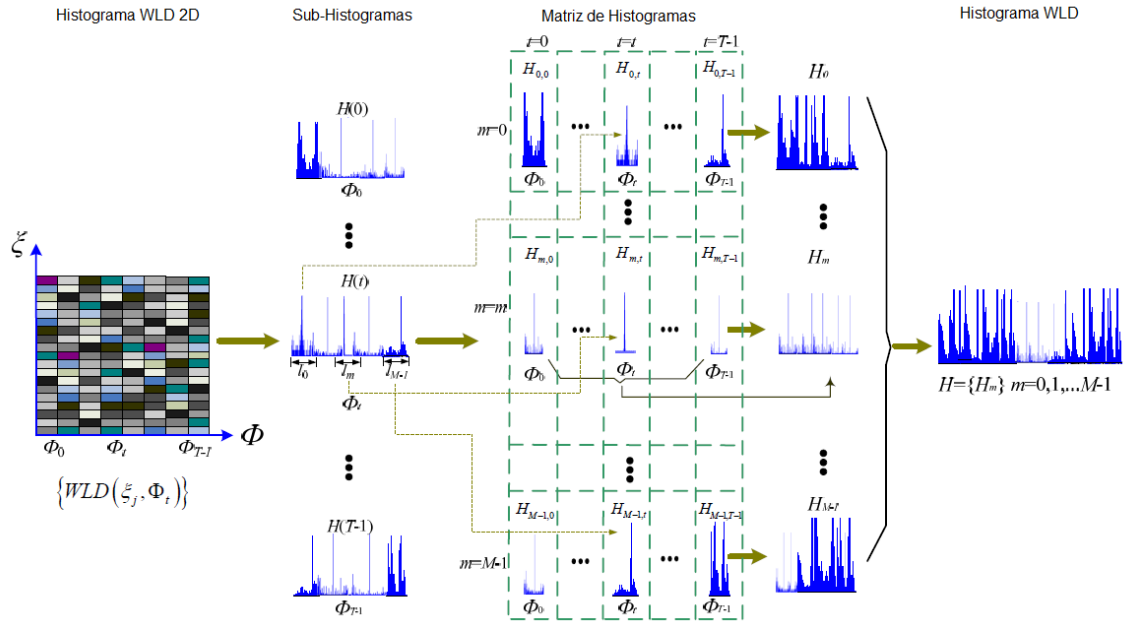 Histograma WLD 2D
Sub-Histogramas
Matriz de Histogramas
Histograma WLD
t=0
t=t
t=T-1
H(0)
Φ0
m=0
H0,0
H0,t
H0,T−1
Φ0
Φt
ΦT-1
H0
ξ
Φ0
Φt
ΦT-1
Φ
{WLD(ξj, Φt)}
H(t)
l0
lm
lM-1
Φt
m=m
Hm,0
Hm,t
Hm,T−1
Φ0
Φt
ΦT-1
Hm
H={Hm} m=0,1,...M-1
H(T-1)
ΦT-1
m=M-1
HM−1,0
HM−1,t
HM−1,T−1
Φ0
Φt
ΦT-1
HM-1